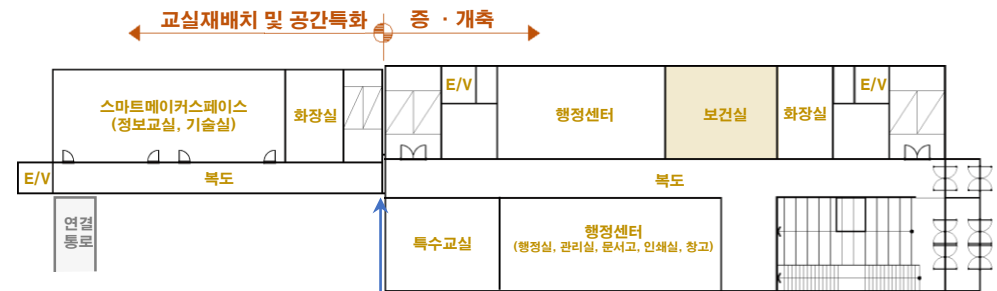 교실재배치 및 공간특화
증 · 개축
E/V
E/V
스마트메이커스페이스
(정보교실, 기술실)
화장실
행정센터
보건실
화장실
E/V
복도
복도
연결
통로
특수교실
행정센터
(행정실, 관리실, 문서고, 인쇄실, 창고)